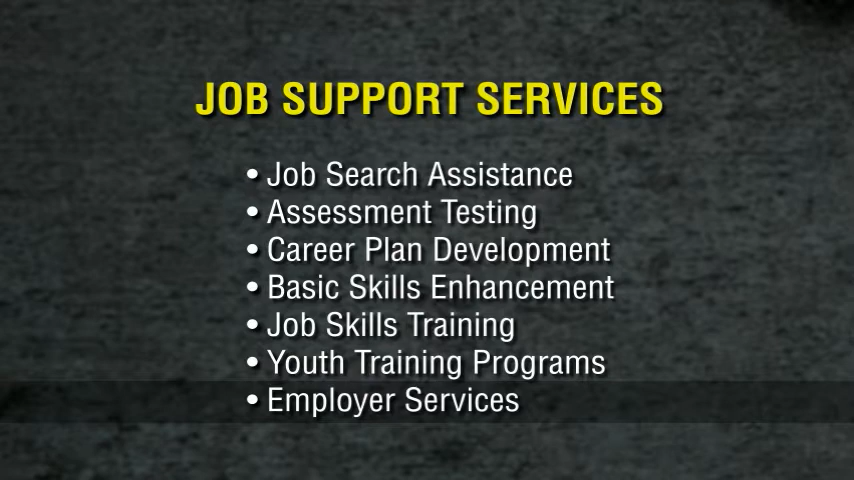 JOB SUPPORT SERVICES
• Job Search Assistance
• Assessment Testing
• Career Plan Development
• Basic Skills Enhancement
• Job Skills Training
• Youth Training Programs
• Employer Services